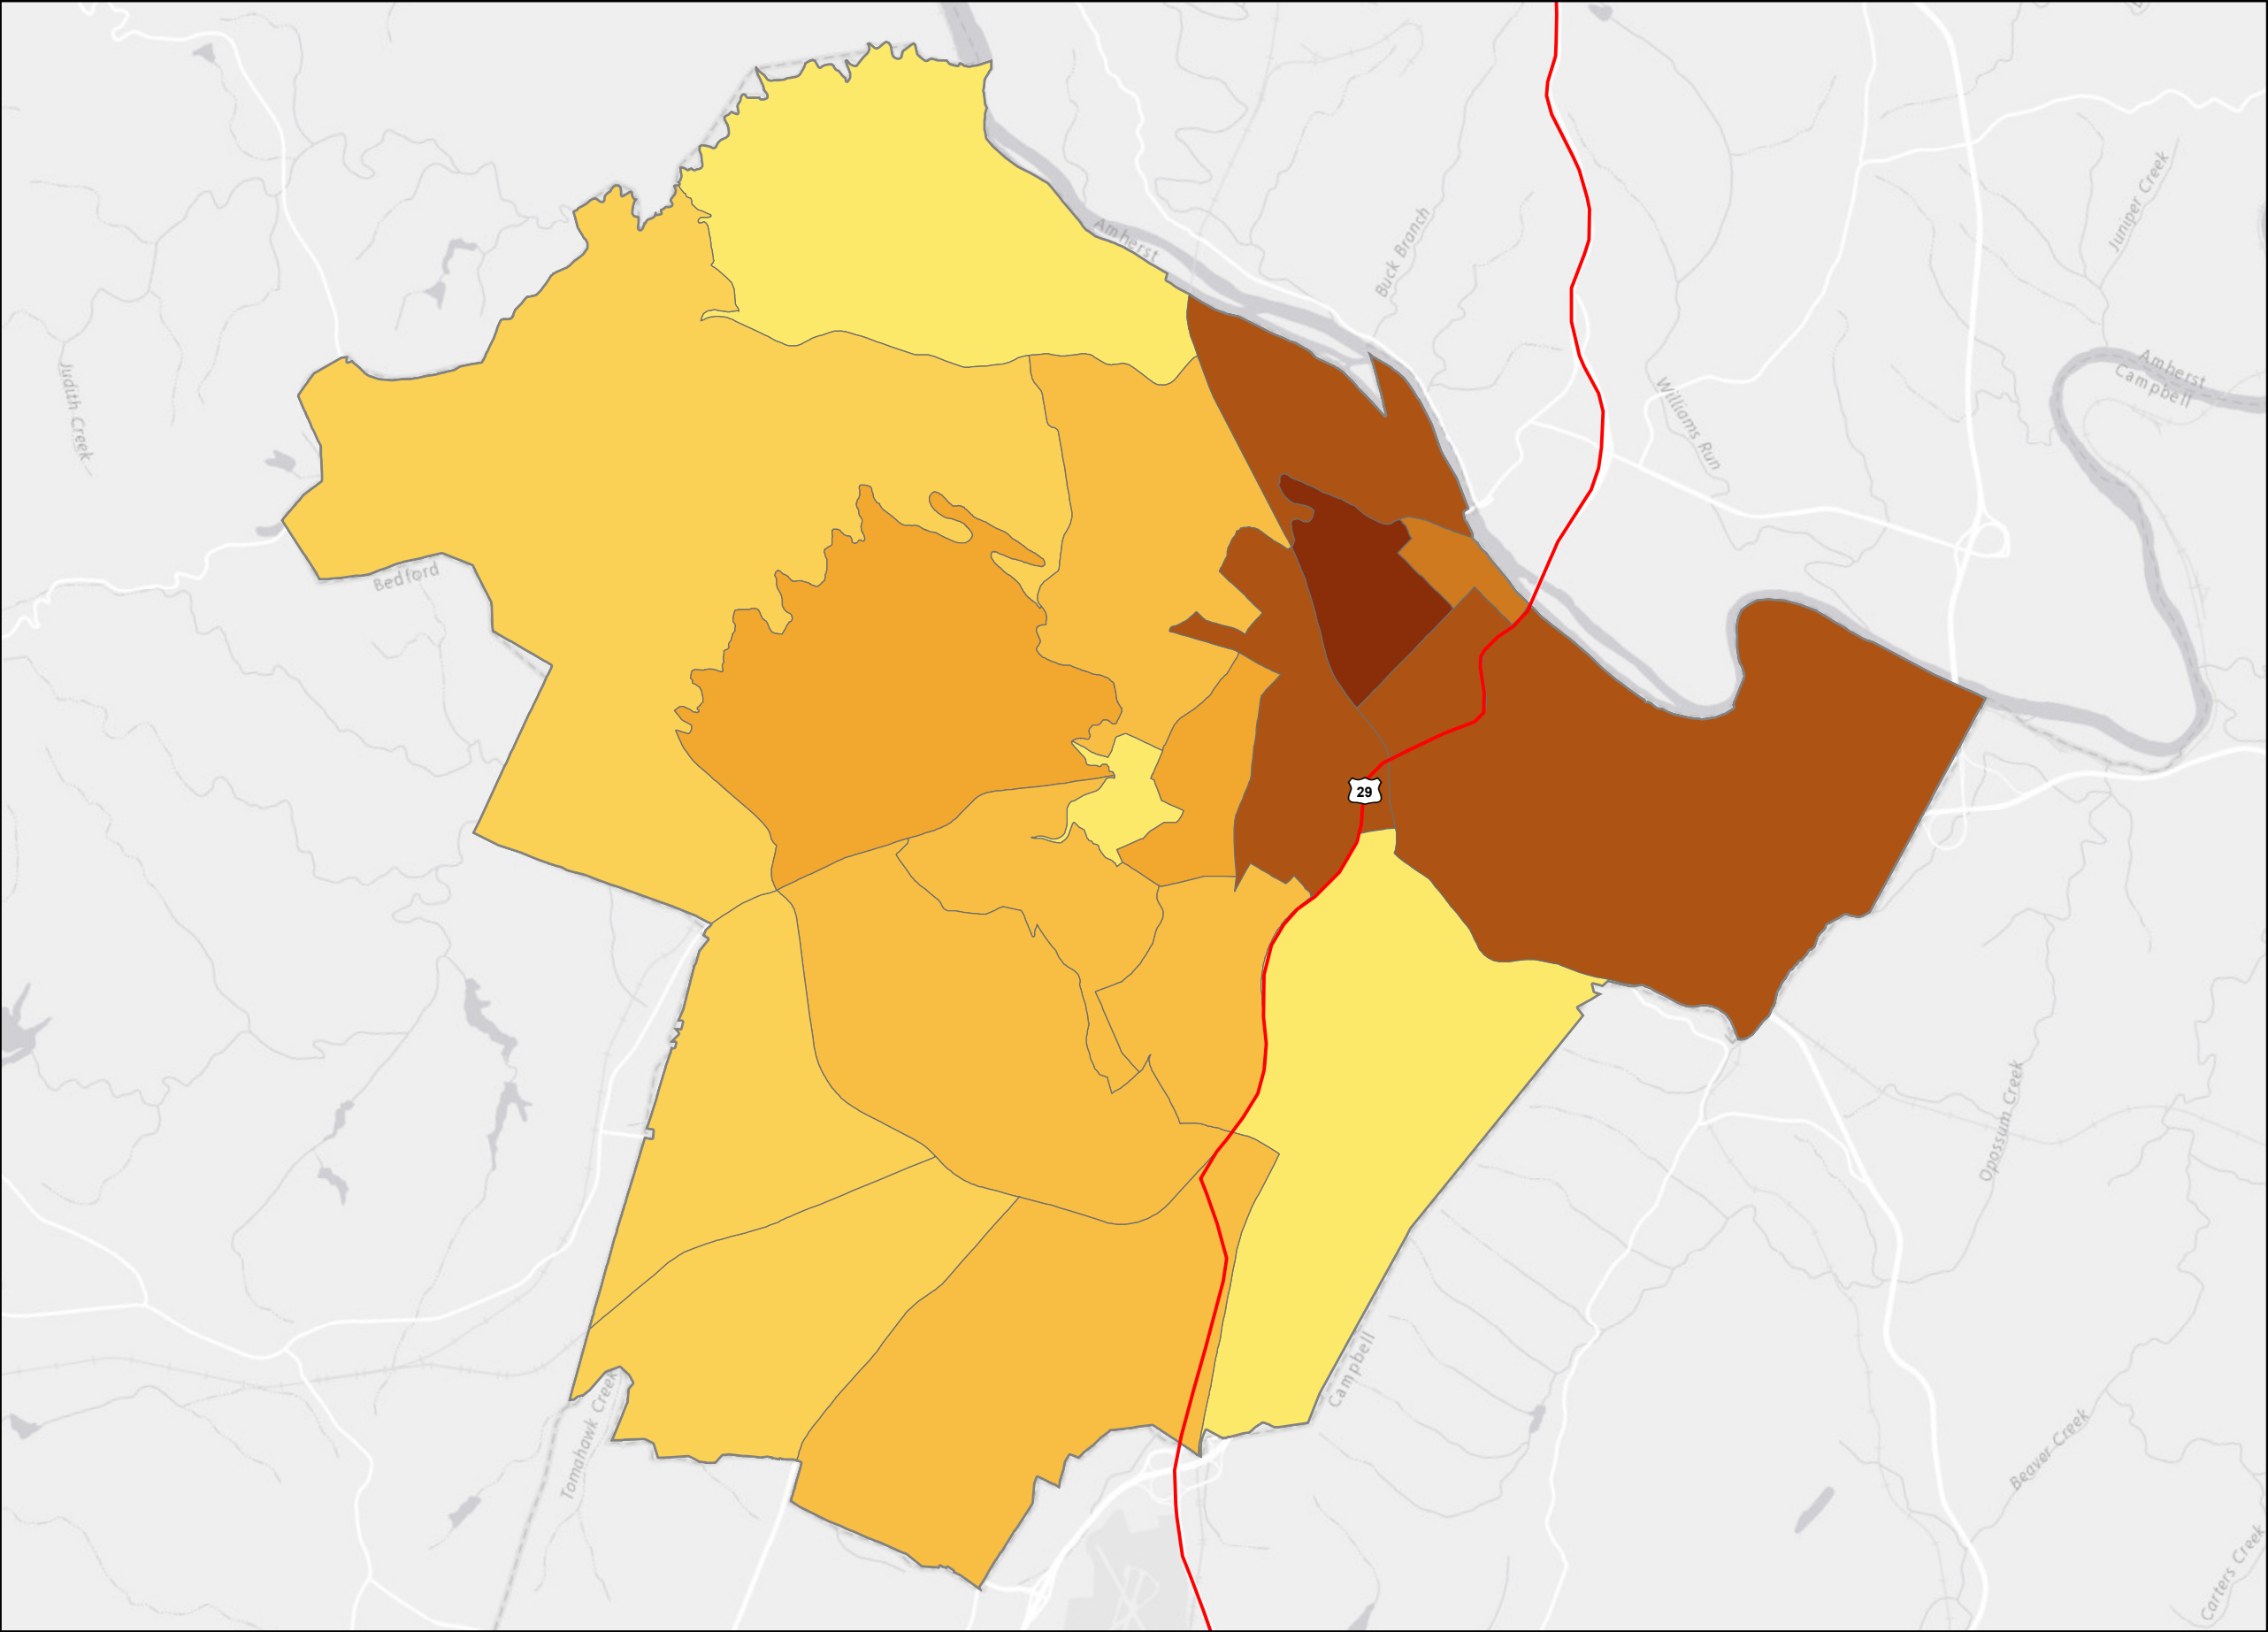 Juniper Creek
Buck Branch
Amherst
Amherst
Campbell
Judith Creek
Williams Run
Bedford
29
Opossum Creek
Campbell
Tomahawk Creek
Beaver Creek
Carters Creek